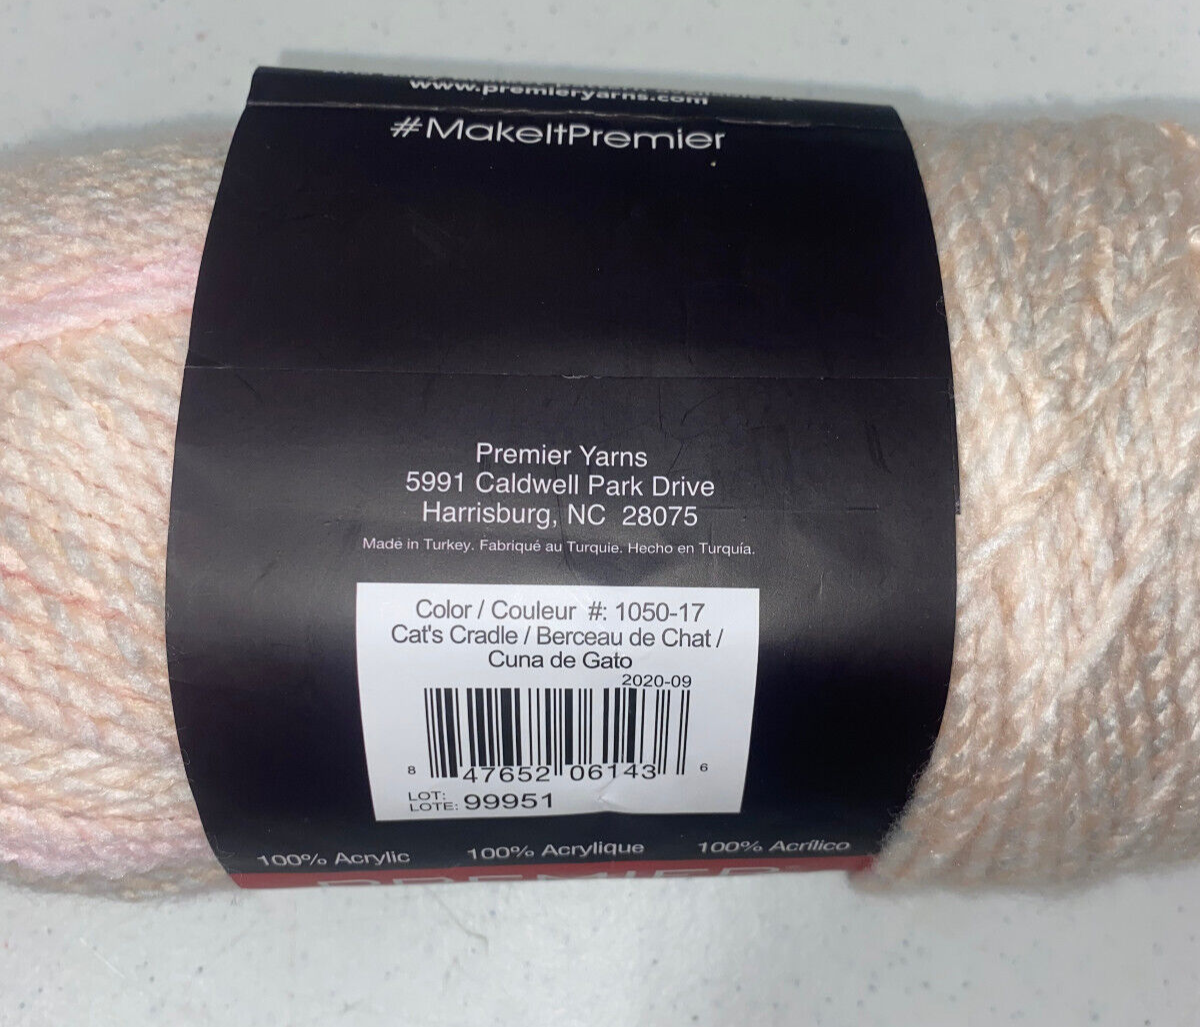 www.premieryarns.com
#MakeItPremier
Premier Yarns
5991 Caldwell Park Drive
Harrisburg, NC 28075
Made in Turkey. Fabriqué au Turquie. Hecho en Turquía.
Color / Couleur #: 1050-17
Cat's Cradle / Berceau de Chat /
Cuna de Gato
2020-09
8 47652 06143 6
LOT:
LOTE: 99951
100% Acrylic 100% Acrylique 100% Acrílico
PREMIER